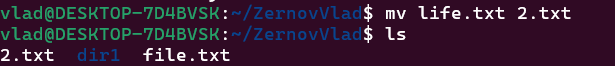 vlad@DESKTOP-7D4BVSK:~/ZernovVlad$ mv life.txt 2.txt
vlad@DESKTOP-7D4BVSK:~/ZernovVlad$ ls
2.txt  dir1  file.txt